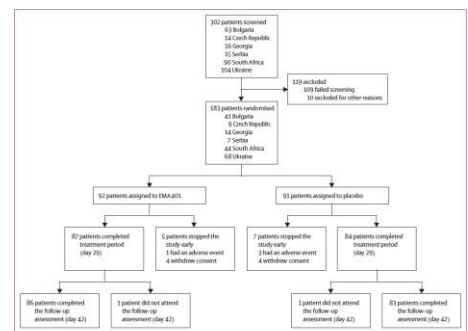 302 patients screened
63 Bulgaria
14 Czech Republic
16 Georgia
15 Serbia
90 South Africa
104 Ukraine
119 excluded
109 failed screening
10 excluded for other reasons
183 patients randomised
41 Bulgaria
9 Czech Republic
14 Georgia
7 Serbia
44 South Africa
68 Ukraine
92 patients assigned to EMA401
91 patients assigned to placebo
87 patients completed
treatment period
(day 29)
5 patients stopped the
study early
1 had an adverse event
4 withdrew consent
7 patients stopped the
study early
3 had an adverse event
4 withdrew consent
84 patients completed
treatment period
(day 29)
86 patients completed
the follow-up
assessment (day 42)
1 patient did not attend
the follow-up
assessment (day 42)
1 patient did not attend
the follow-up
assessment (day 42)
83 patients completed
the follow-up
assessment (day 42)